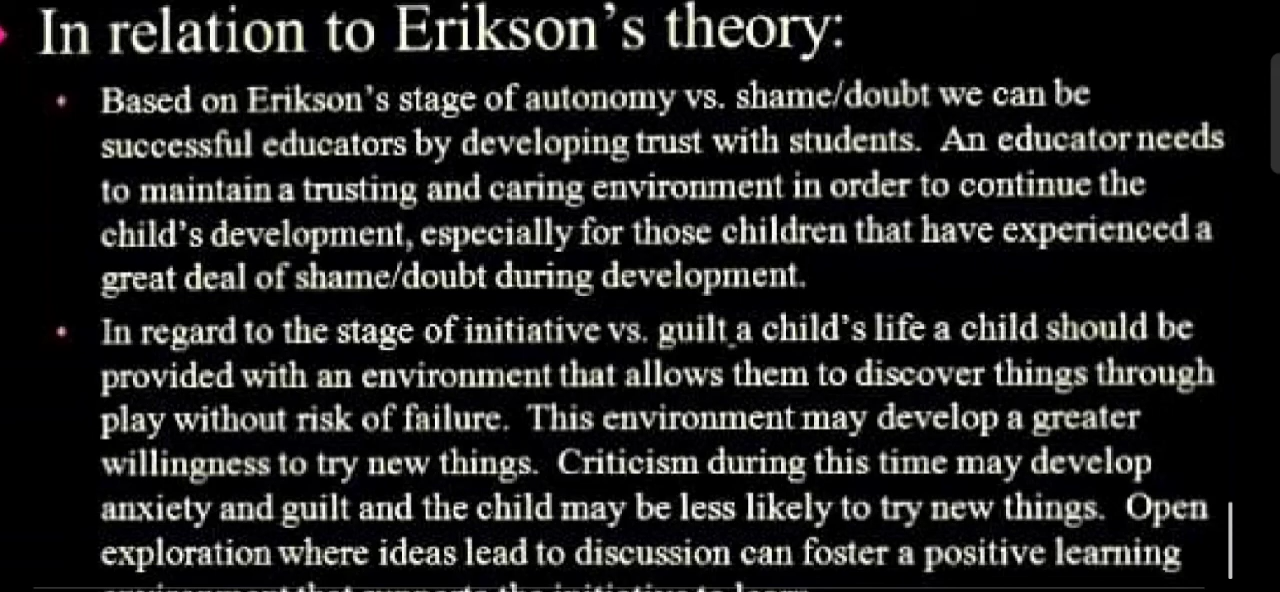 In relation to Erikson's theory:
• Based on Erikson's stage of autonomy vs. shame/doubt we can be
successful educators by developing trust with students. An educator needs
to maintain a trusting and caring environment in order to continue the
child's development, especially for those children that have experienced a
great deal of shame/doubt during development.
• In regard to the stage of initiative vs. guilt a child's life a child should be
provided with an environment that allows them to discover things through
play without risk of failure. This environment may develop a greater
willingness to try new things. Criticism during this time may develop
anxiety and guilt and the child may be less likely to try new things. Open
exploration where ideas lead to discussion can foster a positive learning